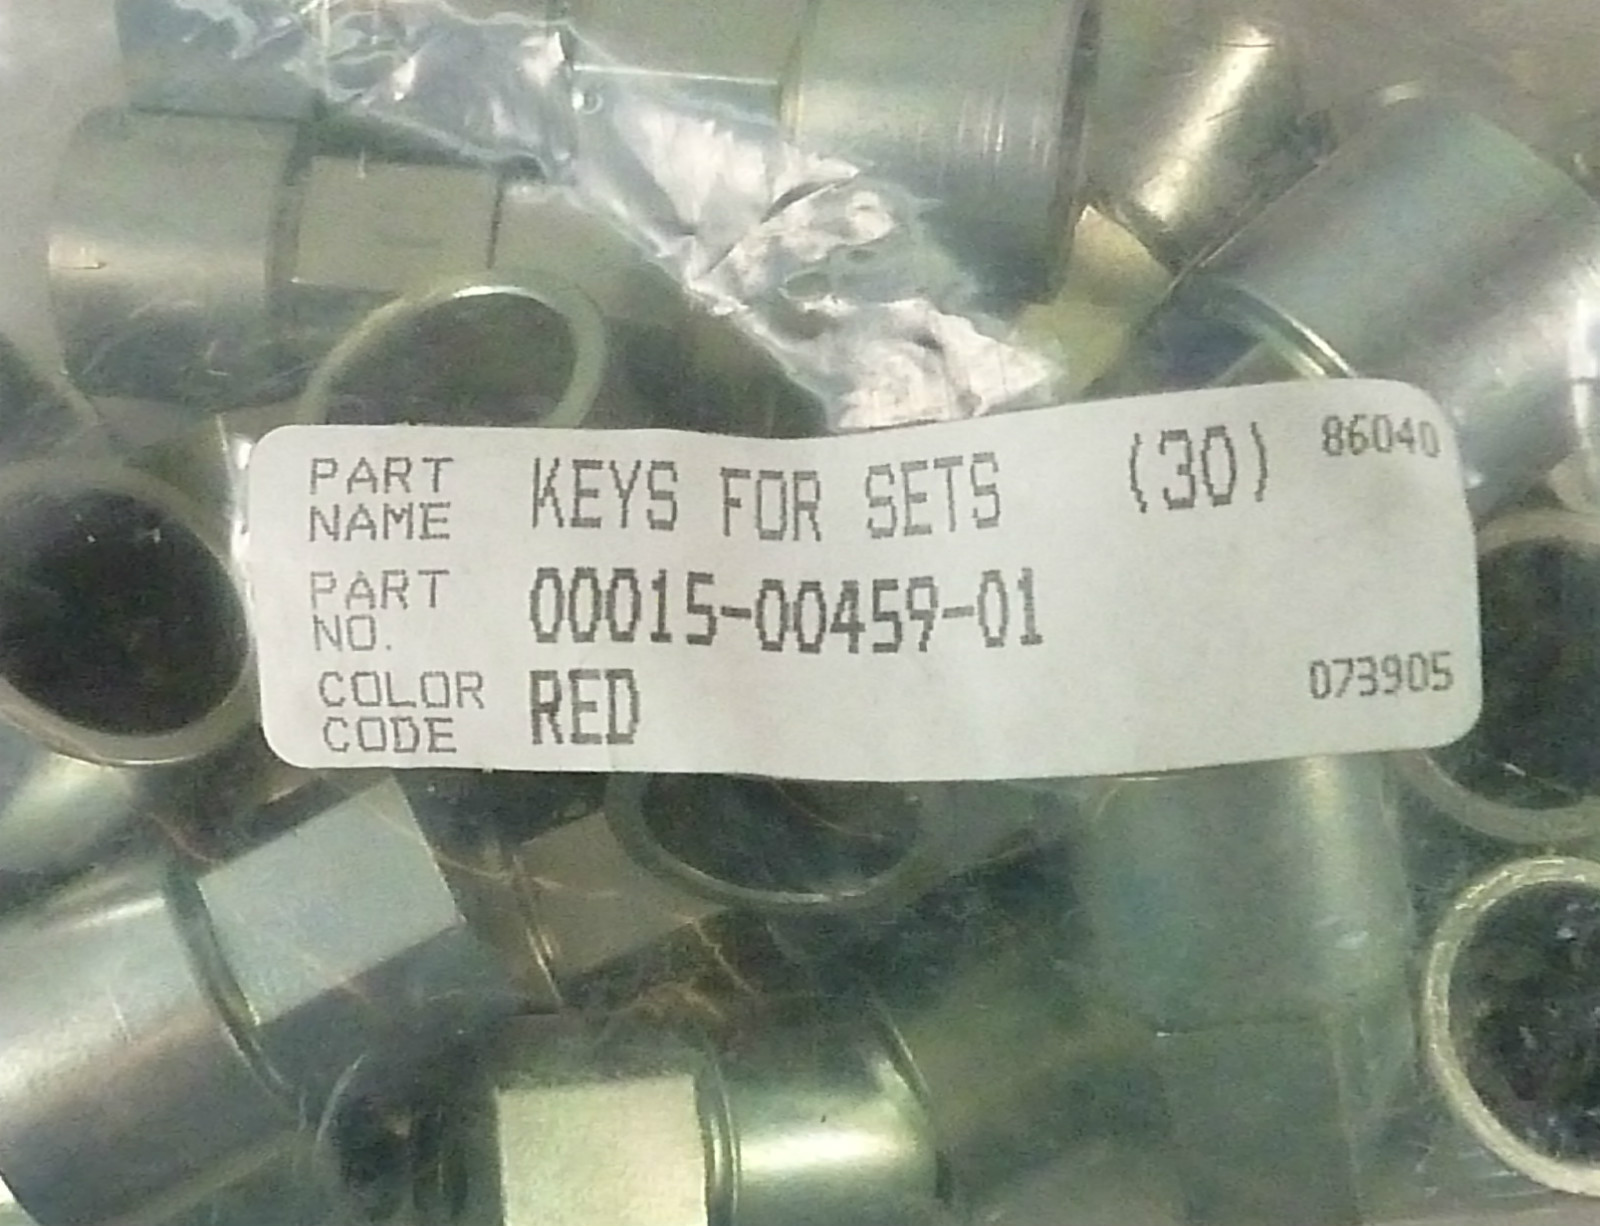 PART NAME KEYS FOR SETS (30) 86040
PART NO. 00015-00459-01
COLOR CODE RED 073905